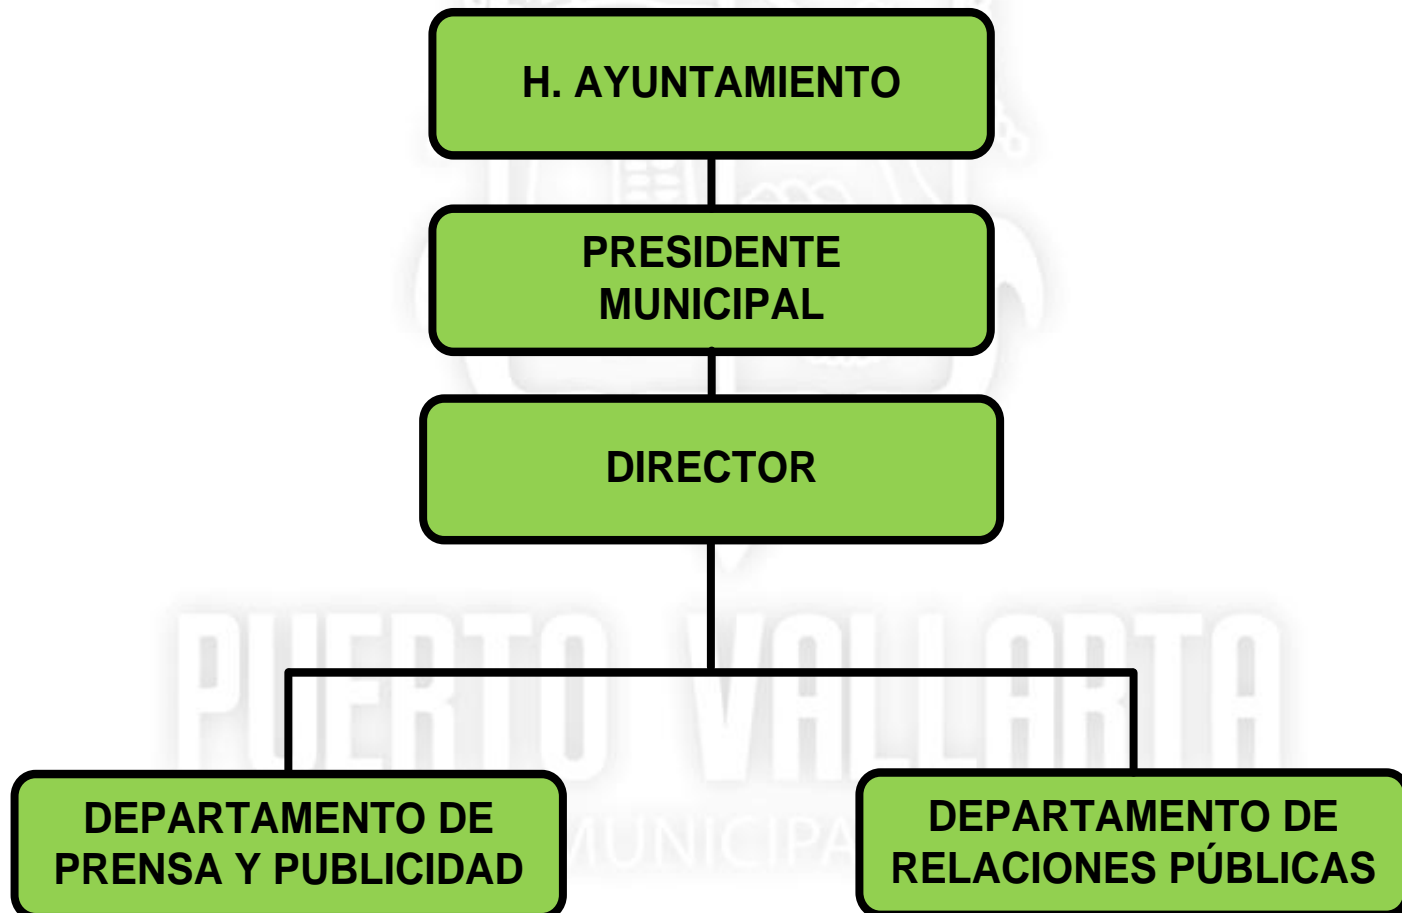 H. AYUNTAMIENTO
PRESIDENTE
MUNICIPAL
DIRECTOR
PUERTO VALLARTA
DEPARTAMENTO DE
PRENSA Y PUBLICIDAD
DEPARTAMENTO DE
RELACIONES PÚBLICAS